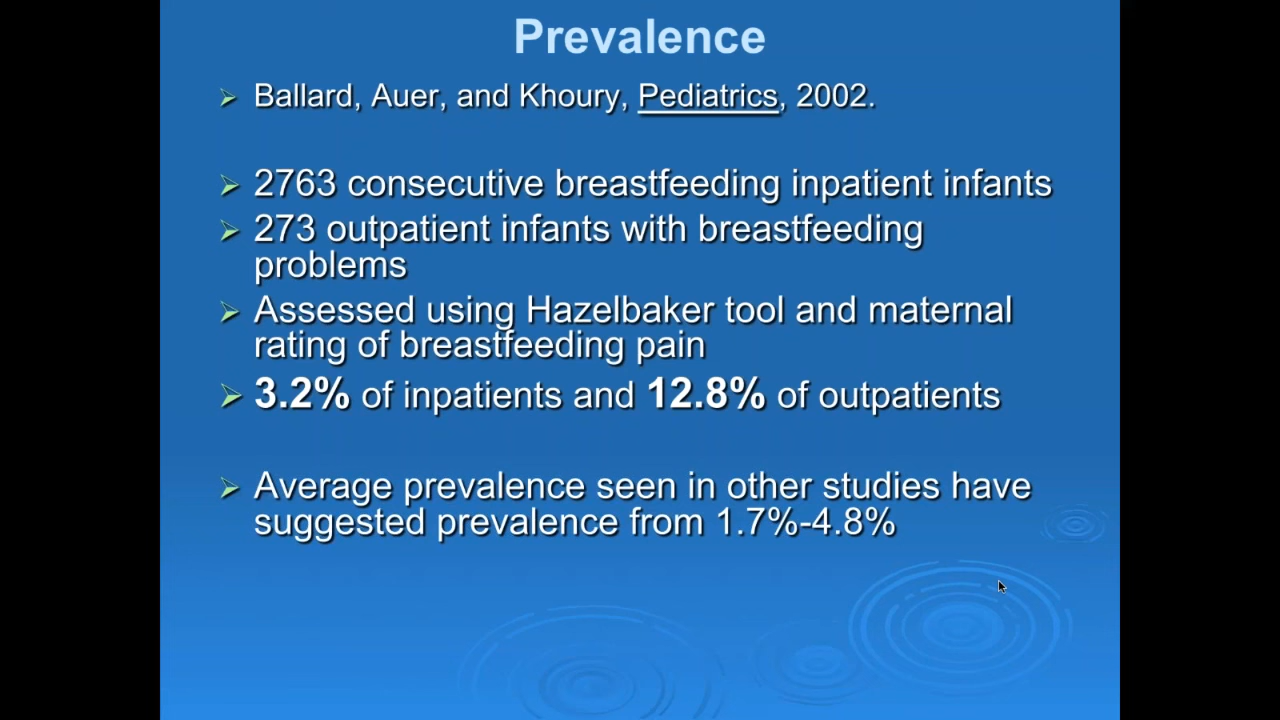 Prevalence
Ballard, Auer, and Khoury, Pediatrics, 2002.
2763 consecutive breastfeeding inpatient infants
273 outpatient infants with breastfeeding
problems
Assessed using Hazelbaker tool and maternal
rating of breastfeeding pain
3.2% of inpatients and 12.8% of outpatients
Average prevalence seen in other studies have
suggested prevalence from 1.7%-4.8%